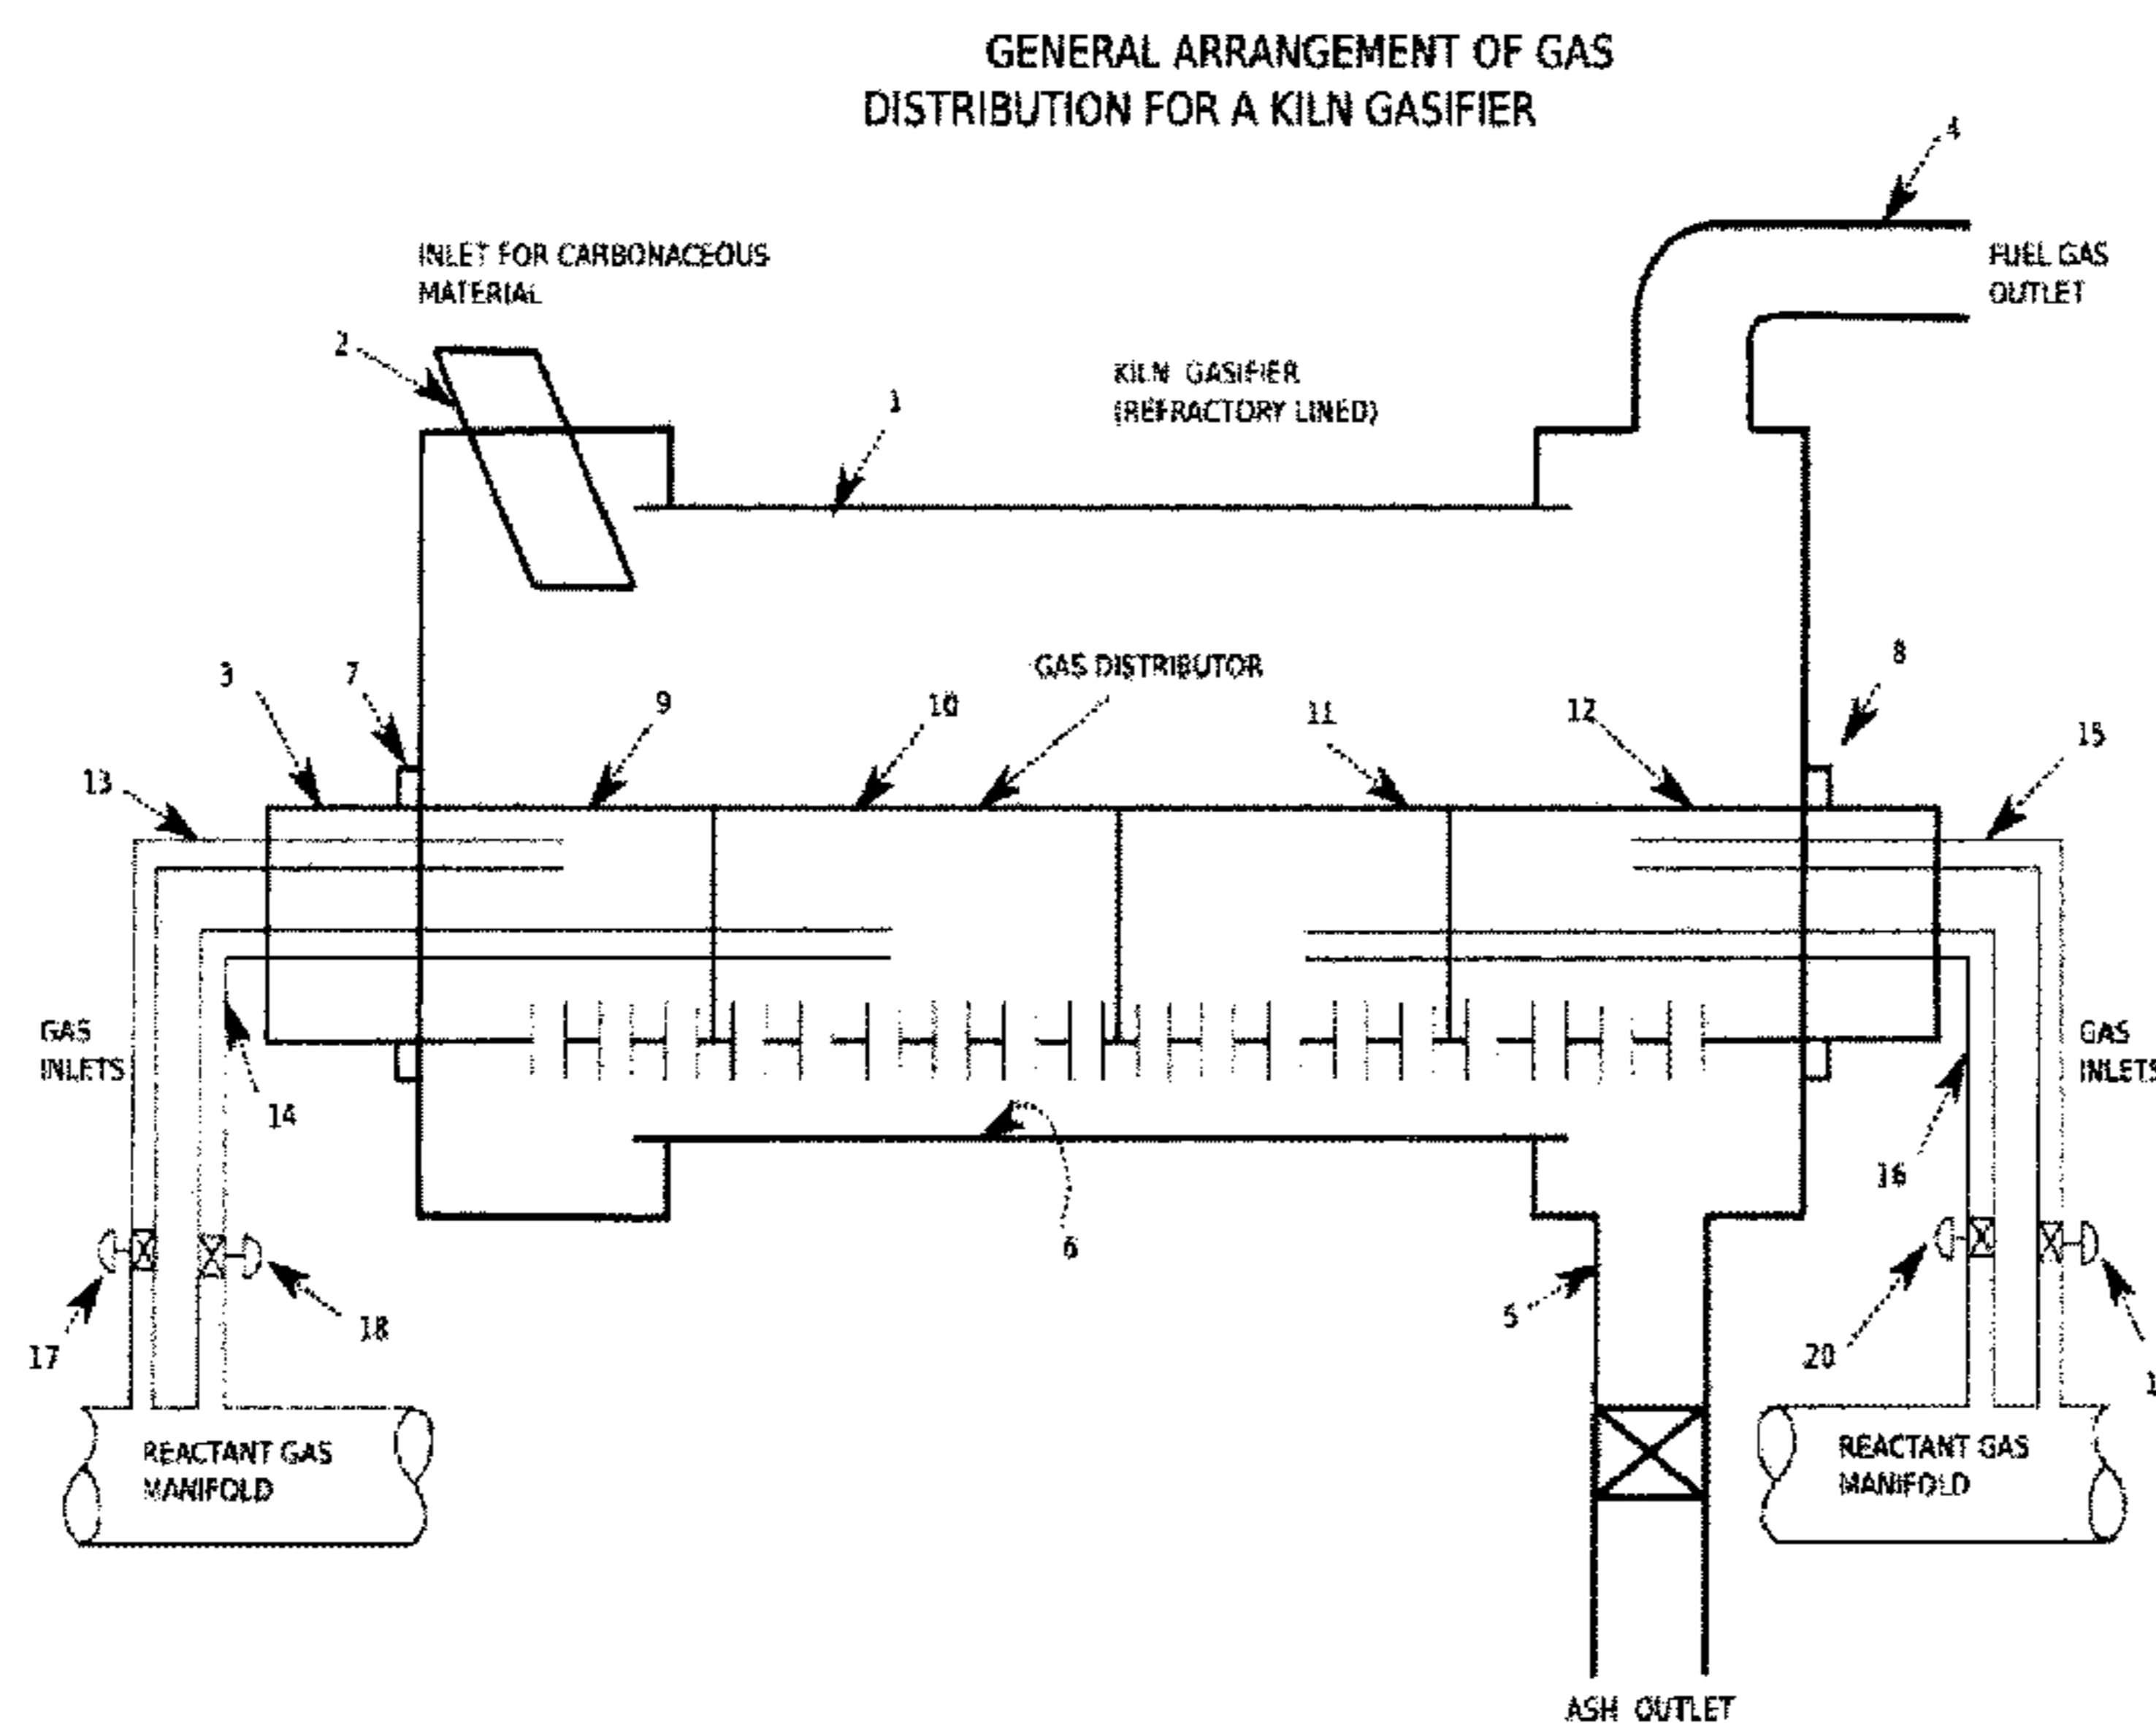 GENERAL ARRANGEMENT OF GAS
DISTRIBUTION FOR A KILN GASIFIER
4
INLET FOR CARBONACEOUS
MATERIAL
FUEL GAS
OUTLET
2
KILN GASIFIER
(REFRACTORY LINED)
1
3
7
9
GAS DISTRIBUTOR
10
11
12
8
13
15
GAS
INLETS
14
GAS
INLETS
16
6
17
18
5
20
1
REACTANT GAS
MANIFOLD
REACTANT GAS
MANIFOLD
ASH OUTLET